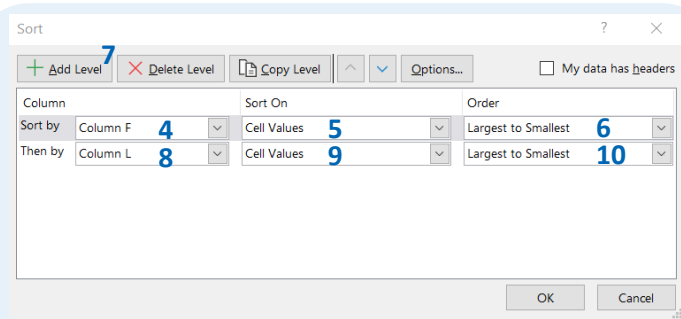 Sort ?
7
Add Level Delete Level Copy Level Options... My data has headers
Column Sort On Order
Sort by Column F 4 Cell Values 5 Largest to Smallest 6
Then by Column L 8 Cell Values 9 Largest to Smallest 10
OK Cancel